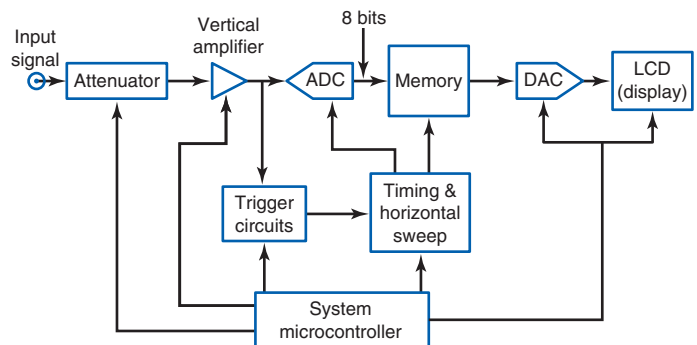 Input
signal
Attenuator
Vertical
amplifier
ADC
8 bits
Memory
DAC
LCD
(display)
Trigger
circuits
Timing &
horizontal
sweep
System
microcontroller